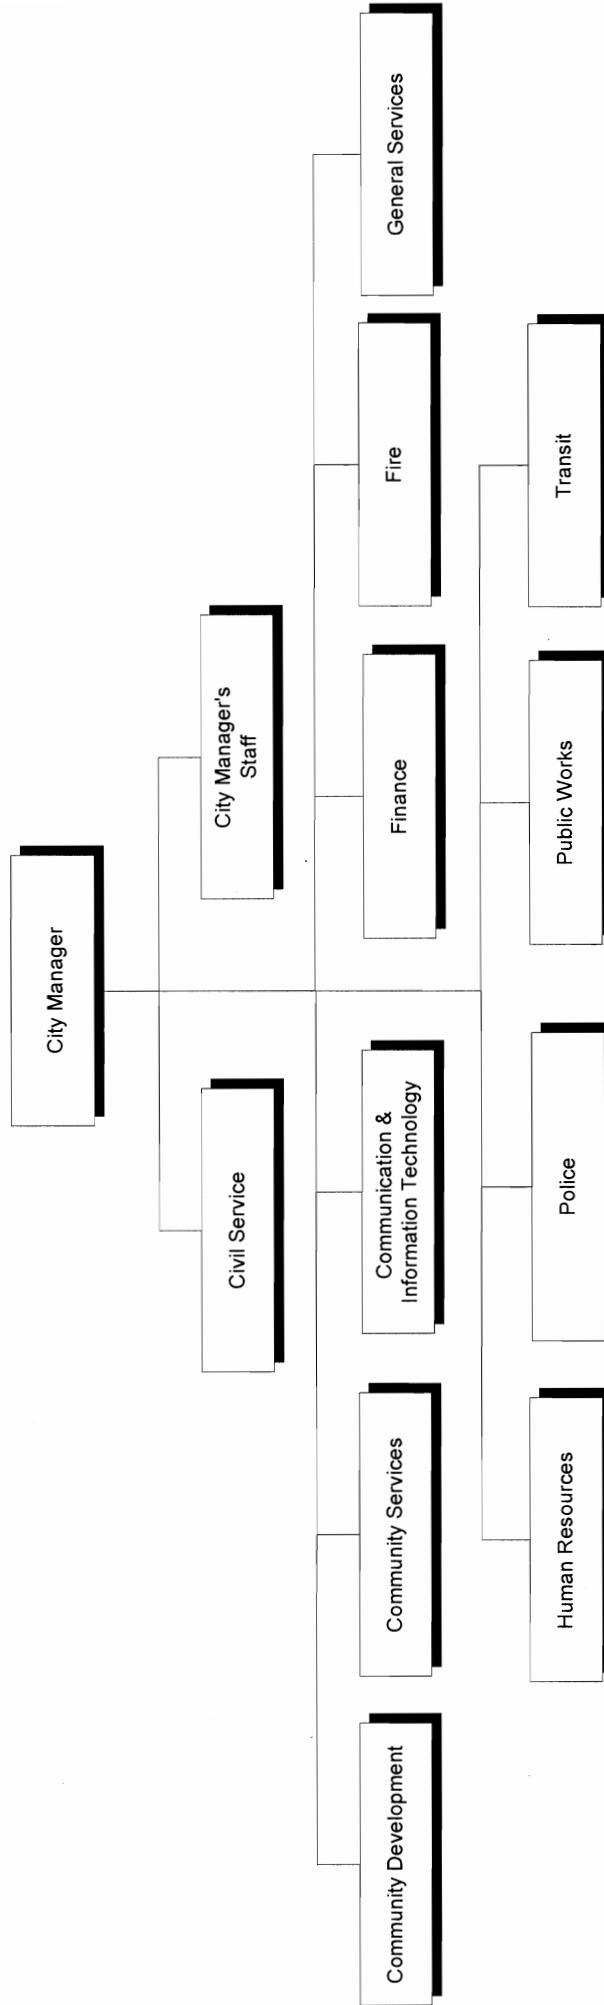 City Manager
Civil Service
City Manager's
Staff
Community Development
Community Services
Communication &
Information Technology
Finance
Fire
General Services
Human Resources
Police
Public Works
Transit